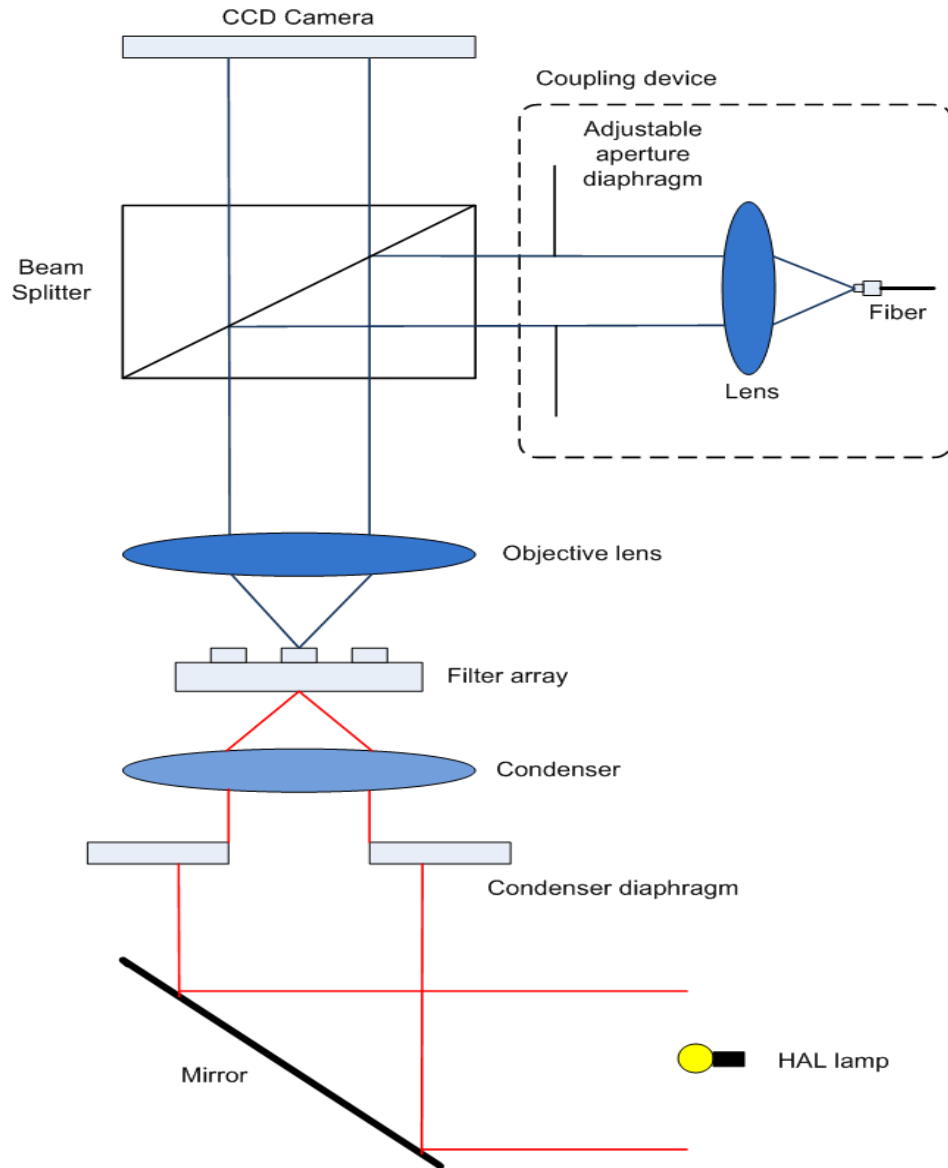 CCD Camera
Coupling device
Adjustable
aperture
diaphragm
Beam
Splitter
Fiber
Lens
Objective lens
Filter array
Condenser
Condenser diaphragm
HAL lamp
Mirror